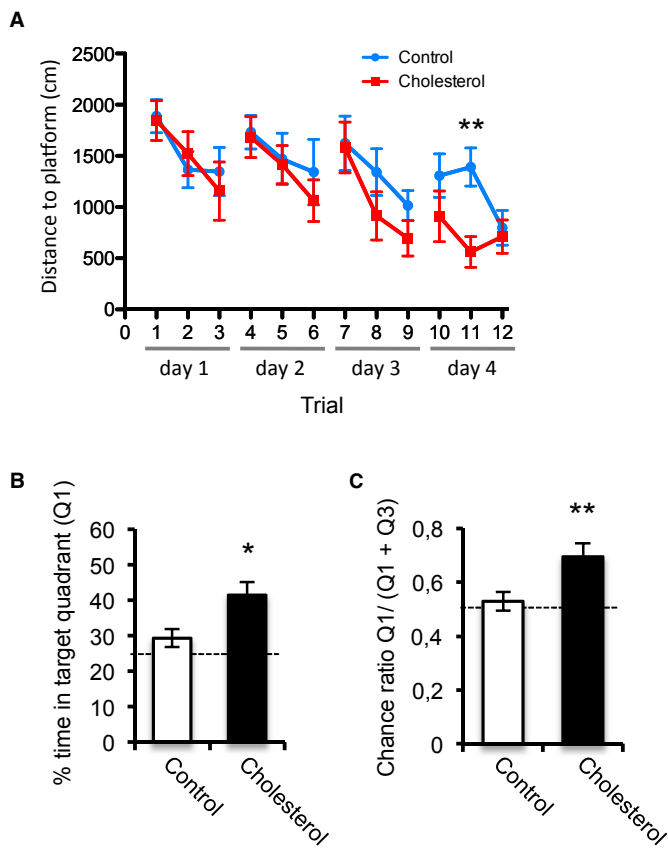 A
Distance to platform (cm)
2500
2000
1500
1000
500
0
Control
Cholesterol
**
0 1 2 3 4 5 6 7 8 9 10 11 12
day 1 day 2 day 3 day 4
Trial
B
% time in target quadrant (Q1)
60
50
40
30
20
10
0
*
Control Cholesterol
C
Chance ratio Q1/ (Q1 + Q3)
0,8
0,6
0,4
0,2
0
**
Control Cholesterol